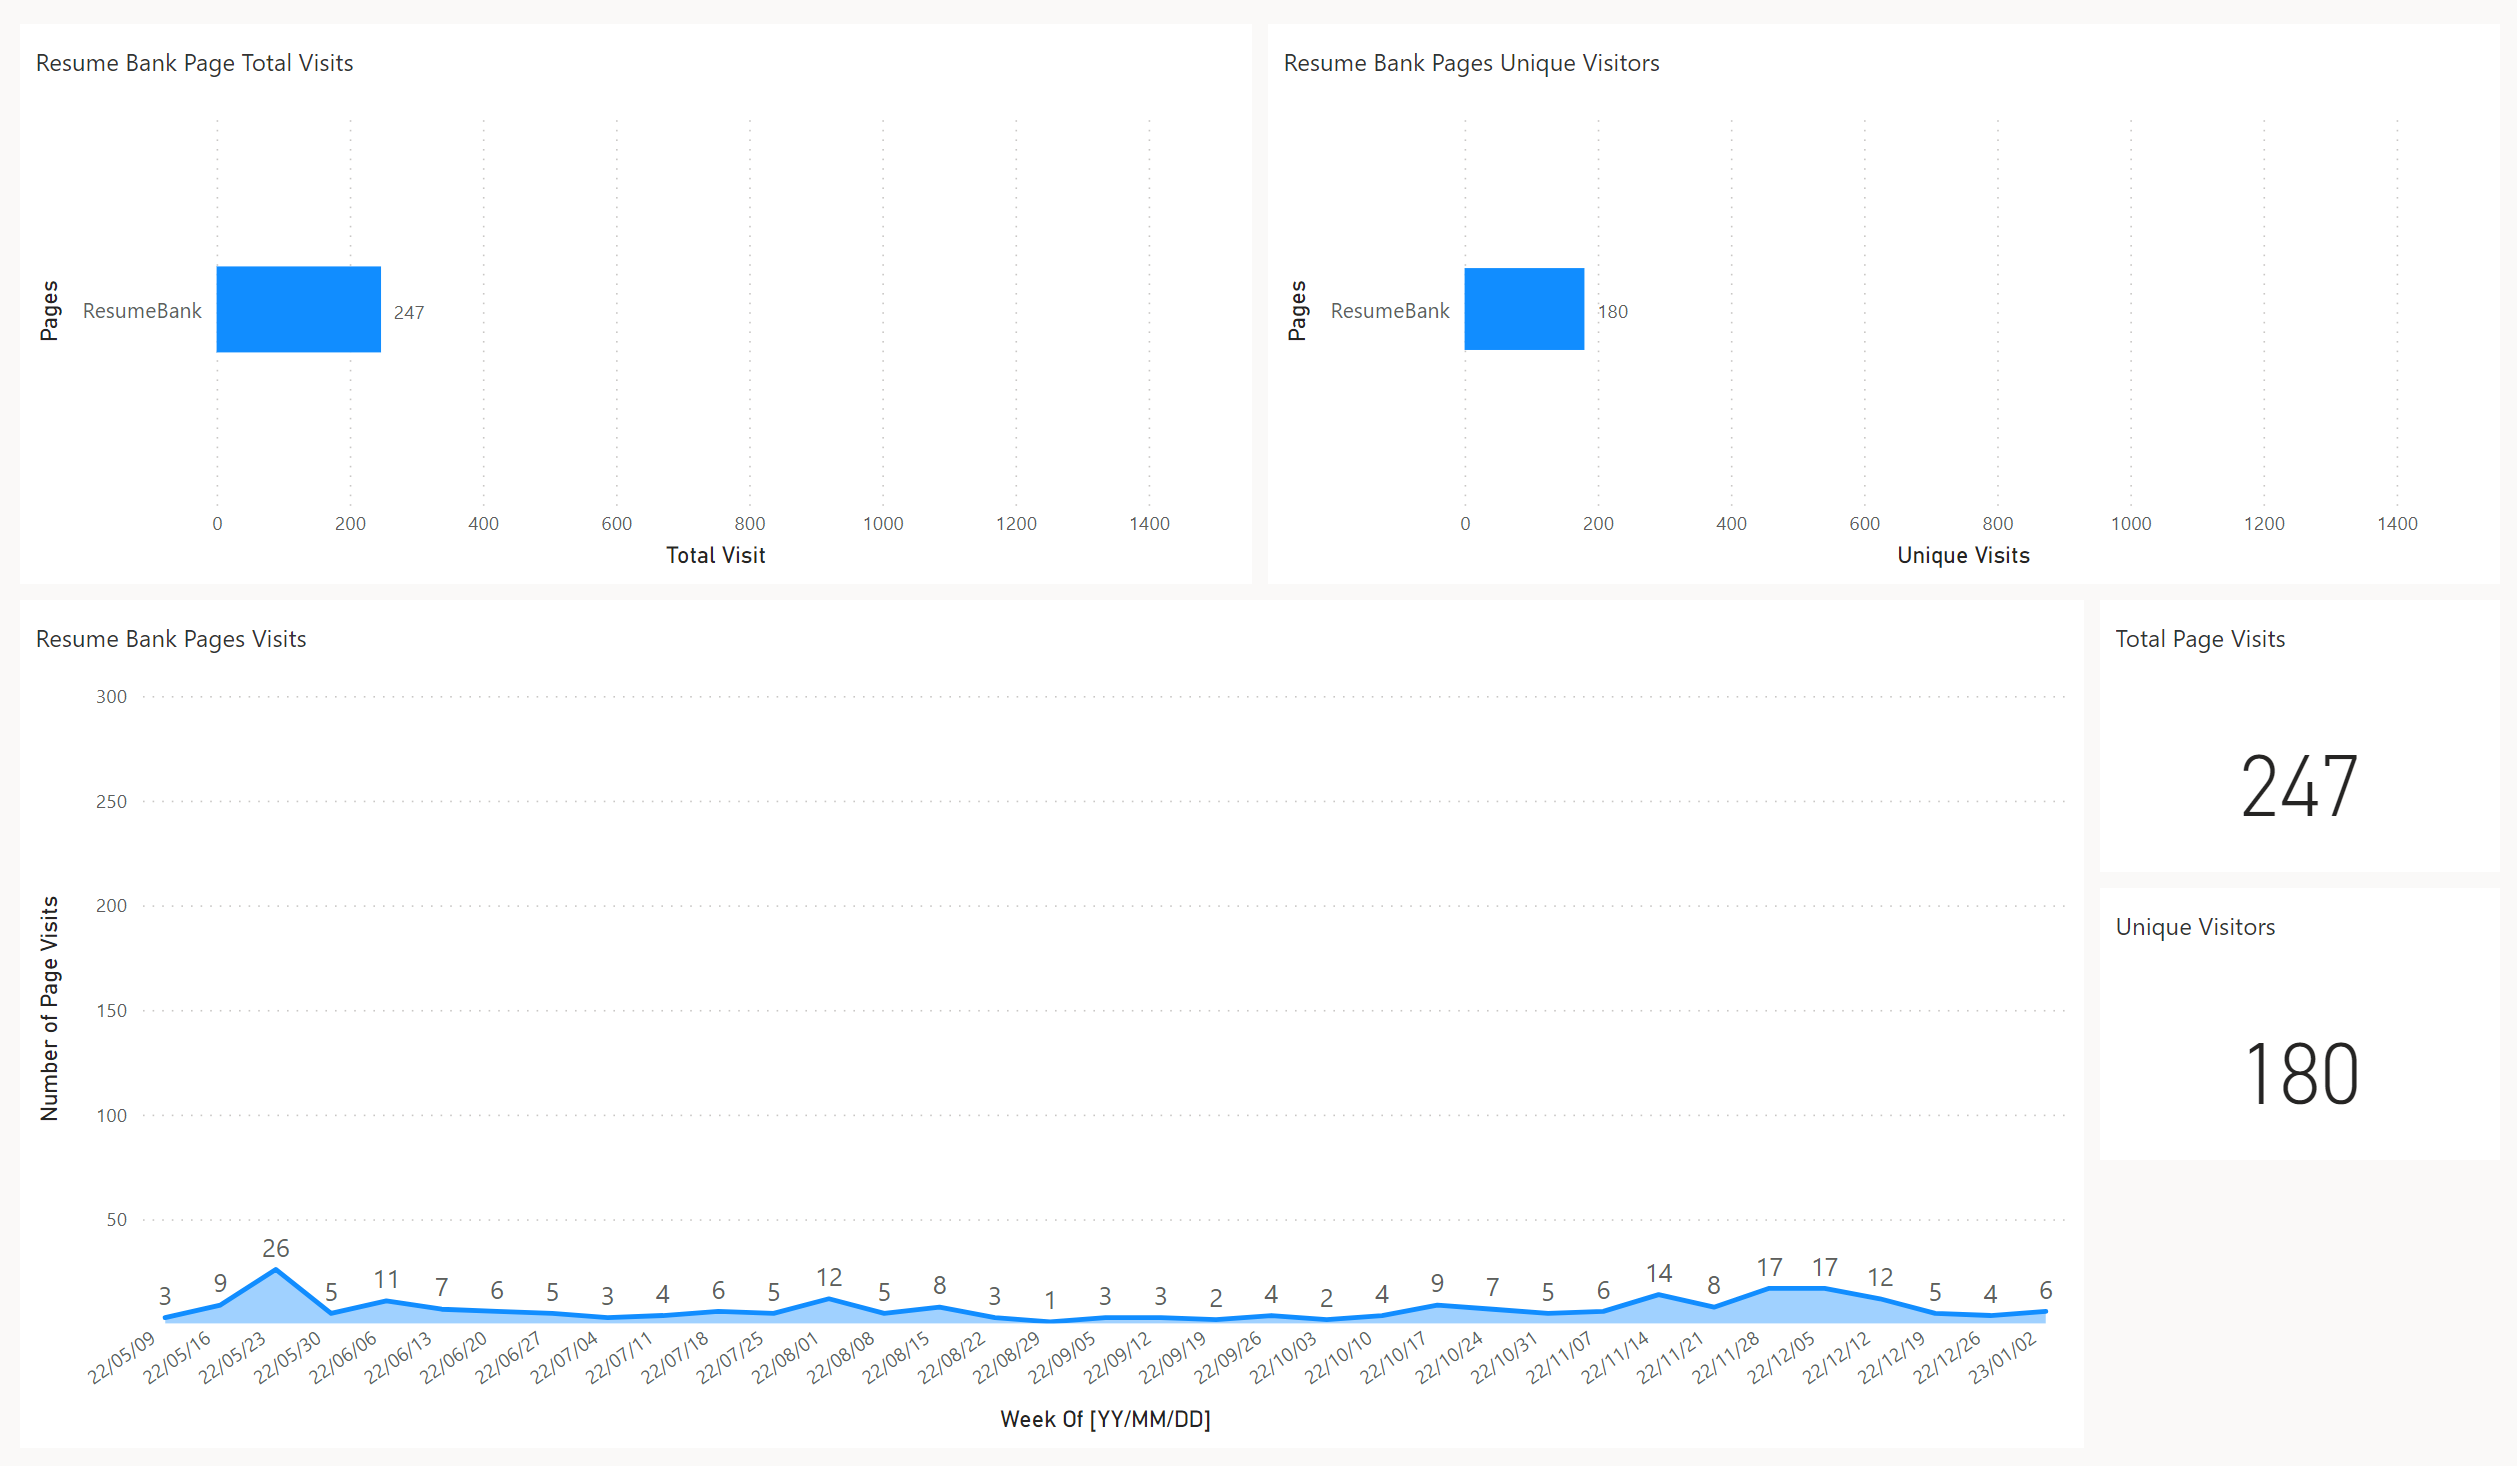 Resume Bank Page Total Visits
Pages
ResumeBank
247
0 200 400 600 800 1000 1200 1400
Total Visit
Resume Bank Pages Unique Visitors
Pages
ResumeBank
180
0 200 400 600 800 1000 1200 1400
Unique Visits
Resume Bank Pages Visits
Number of Page Visits
300
250
200
150
100
50
3 9 26 5 11 7 6 5 3 4 6 5 12 5 8 3 1 3 3 2 4 2 4 9 7 5 6 14 8 17 17 12 5 4 6
22/05/09 22/05/16 22/05/23 22/05/30 22/06/06 22/06/13 22/06/20 22/06/27 22/07/04 22/07/11 22/07/18 22/07/25 22/08/01 22/08/08 22/08/15 22/08/22 22/08/29 22/09/05 22/09/12 22/09/19 22/09/26 22/10/03 22/10/10 22/10/17 22/10/24 22/10/31 22/11/07 22/11/14 22/11/21 22/11/28 22/12/05 22/12/12 22/12/19 22/12/26 23/01/02
Week Of [YY/MM/DD]
Total Page Visits
247
Unique Visitors
180